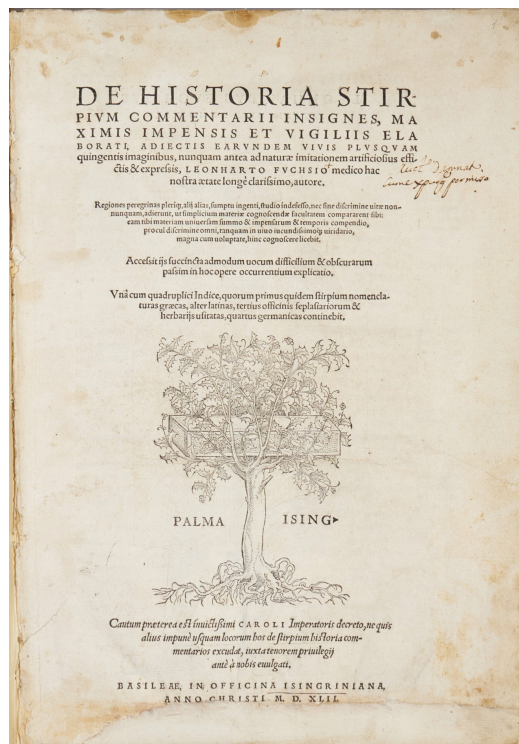 DE HISTORIA STIR-
PIVM COMMENTARII INSIGNES, MA
XIMIS IMPENSIS ET VIGILIIS ELA
BORATI, ADIECTIS EARVNDEM VIVIS PLVSQVAM
quingentis imaginibus, nunquam antea ad naturæ imitationem artificiosius effi-
ctis & expressis, LEONHARTO FVCHSIO medico hac
nostra ætate longè clarissimo, autore.
Regiones peregrinas pleriq;, alij alias, sumptu ingenti, studio indefesso, nec sine discrimine uitæ non-
nunquam, adierunt, ut simplicium materiæ cognoscendæ facultatem compararent sibi:
eam tibi materiam uniuersam summo & impensarum & temporis compendio,
procul discrimine omni, tanquam in uiuo iucundissimoq; uiridario,
magna cum uoluptate, hinc cognoscere licebit.
Accessit ijs succincta admodum uocum difficilium & obscurarum
passim in hoc opere occurrentium explicatio.
Vnà cum quadruplici Indice, quorum primus quidem stirpium nomencla-
turas græcas, alter latinas, tertius officinis seplasiariorum &
herbarijs usitatas, quartus germanicas continebit.
PALMA ISING
Cautum præterea est inuictissimi CAROLI Imperatoris decreto, ne quis
alius impunè usquam locorum hos de stirpium historia com-
mentarios excudat, iuxta tenorem priuilegij
antè à nobis euulgati.
BASILEAE, IN OFFICINA ISINGRINIANA,
ANNO CHRISTI M. D. XLII.